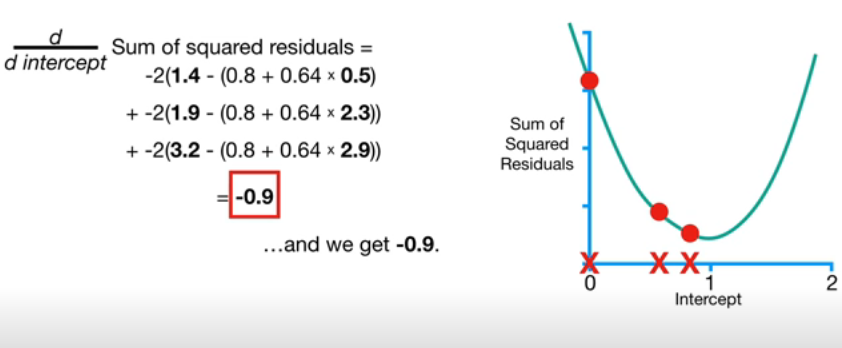 d
d intercept
Sum of squared residuals =
-2(1.4 - (0.8 + 0.64 × 0.5)
+ -2(1.9 - (0.8 + 0.64 × 2.3))
+ -2(3.2 - (0.8 + 0.64 × 2.9))
= -0.9
...and we get -0.9.
Sum of
Squared
Residuals
0
1
2
Intercept